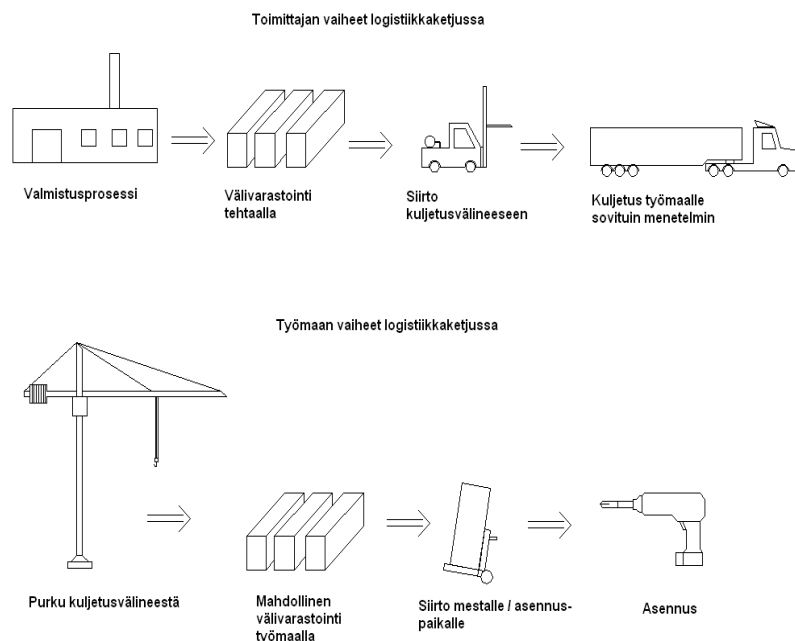 Toimittajan vaiheet logistiikkaketjussa
Valmistusprosessi
Välivarastointi
tehtaalla
Siirto
kuljetusvälineeseen
Kuljetus työmaalle
sovituin menetelmin
Työmaan vaiheet logistiikkaketjussa
Purku kuljetusvälineestä
Mahdollinen
välivarastointi
työmaalla
Siirto mestalle / asennus-
paikalle
Asennus